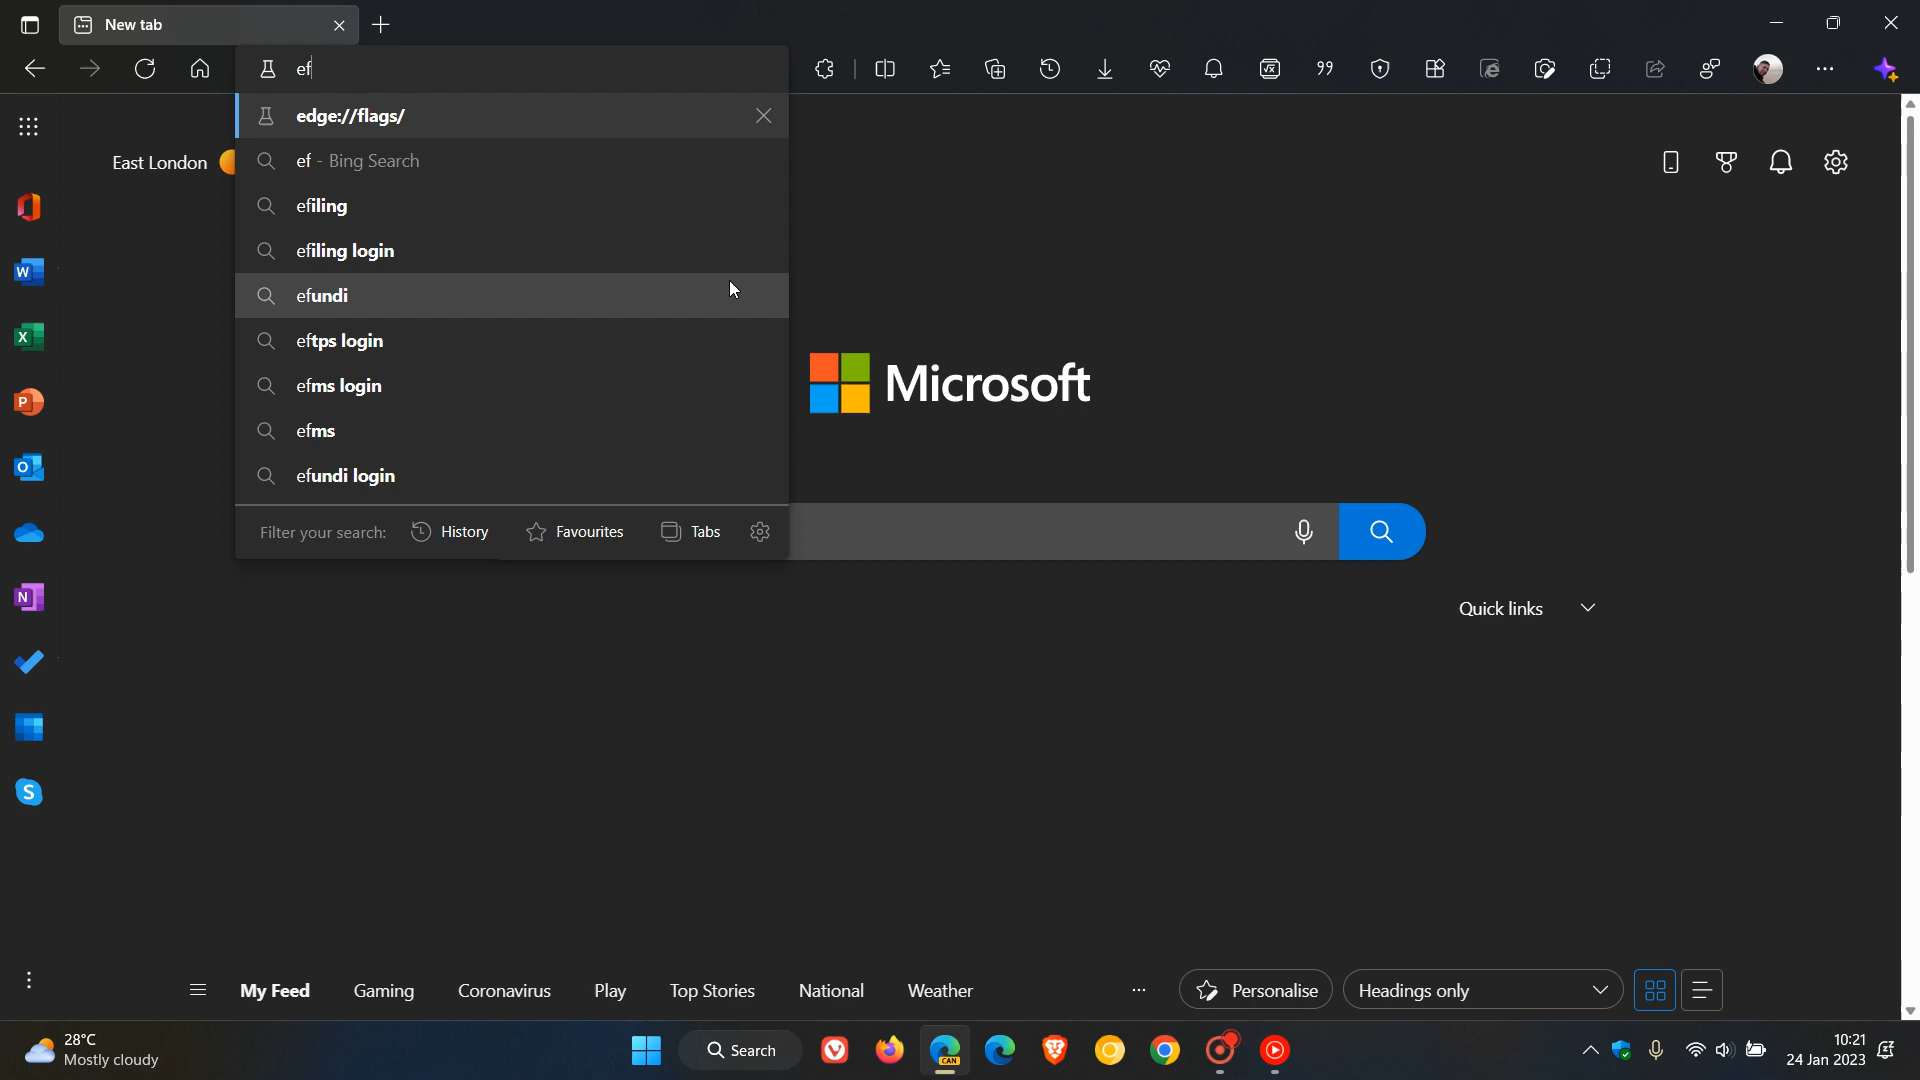 New tab
ef
edge://flags/
East London
ef - Bing Search
efiling
efiling login
efundi
eftps login
efms login
efms
efundi login
Microsoft
Filter your search: History Favourites Tabs
Quick links
My Feed Gaming Coronavirus Play Top Stories National Weather ... Personalise Headings only
28°C
Mostly cloudy
Search
CAN
10:21
24 Jan 2023